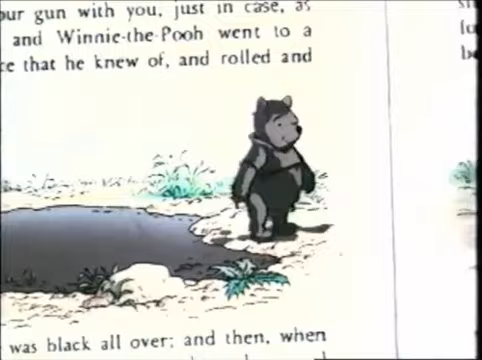 our gun with you, just in case, as
and Winnie-the-Pooh went to a
ce that he knew of, and rolled and
was black all over; and then, when